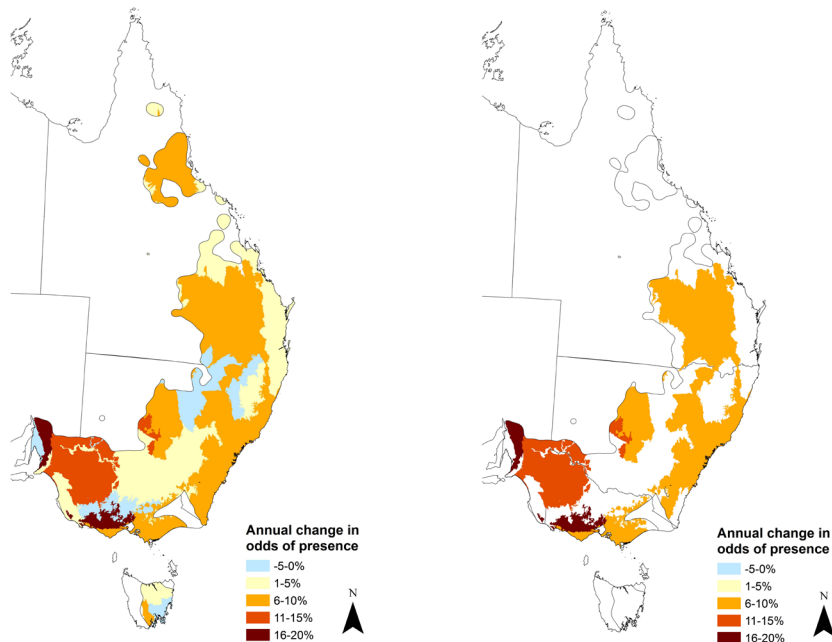 Annual change in
odds of presence
-5-0%
1-5%
6-10%
11-15%
16-20%
N
Annual change in
odds of presence
-5-0%
1-5%
6-10%
11-15%
16-20%
N